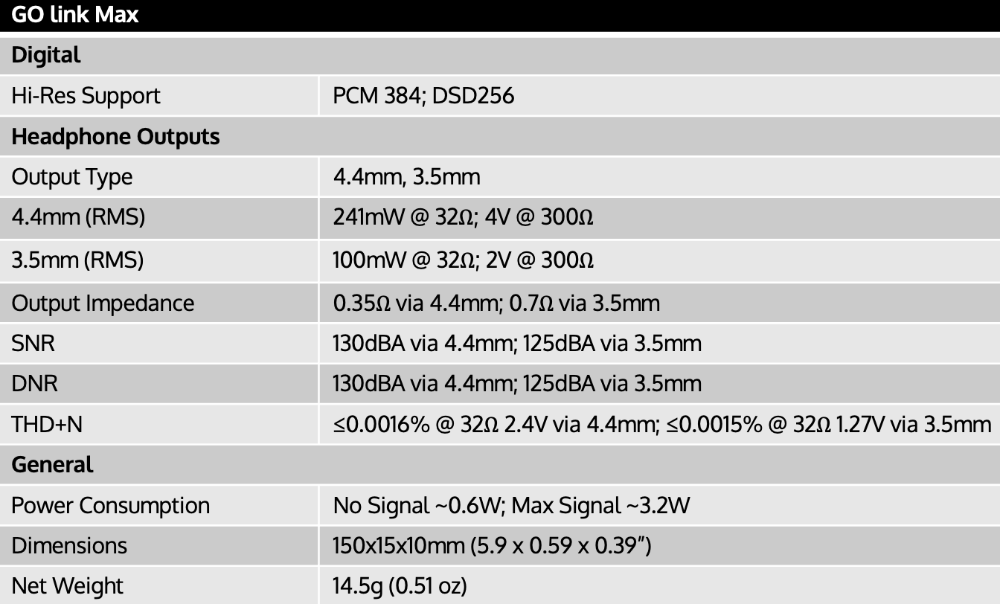 GO link Max
Digital
Hi-Res Support PCM 384; DSD256
Headphone Outputs
Output Type 4.4mm, 3.5mm
4.4mm (RMS) 241mW @ 32Ω; 4V @ 300Ω
3.5mm (RMS) 100mW @ 32Ω; 2V @ 300Ω
Output Impedance 0.35Ω via 4.4mm; 0.7Ω via 3.5mm
SNR 130dBA via 4.4mm; 125dBA via 3.5mm
DNR 130dBA via 4.4mm; 125dBA via 3.5mm
THD+N ≤0.0016% @ 32Ω 2.4V via 4.4mm; ≤0.0015% @ 32Ω 1.27V via 3.5mm
General
Power Consumption No Signal ~0.6W; Max Signal ~3.2W
Dimensions 150x15x10mm (5.9 x 0.59 x 0.39”)
Net Weight 14.5g (0.51 oz)